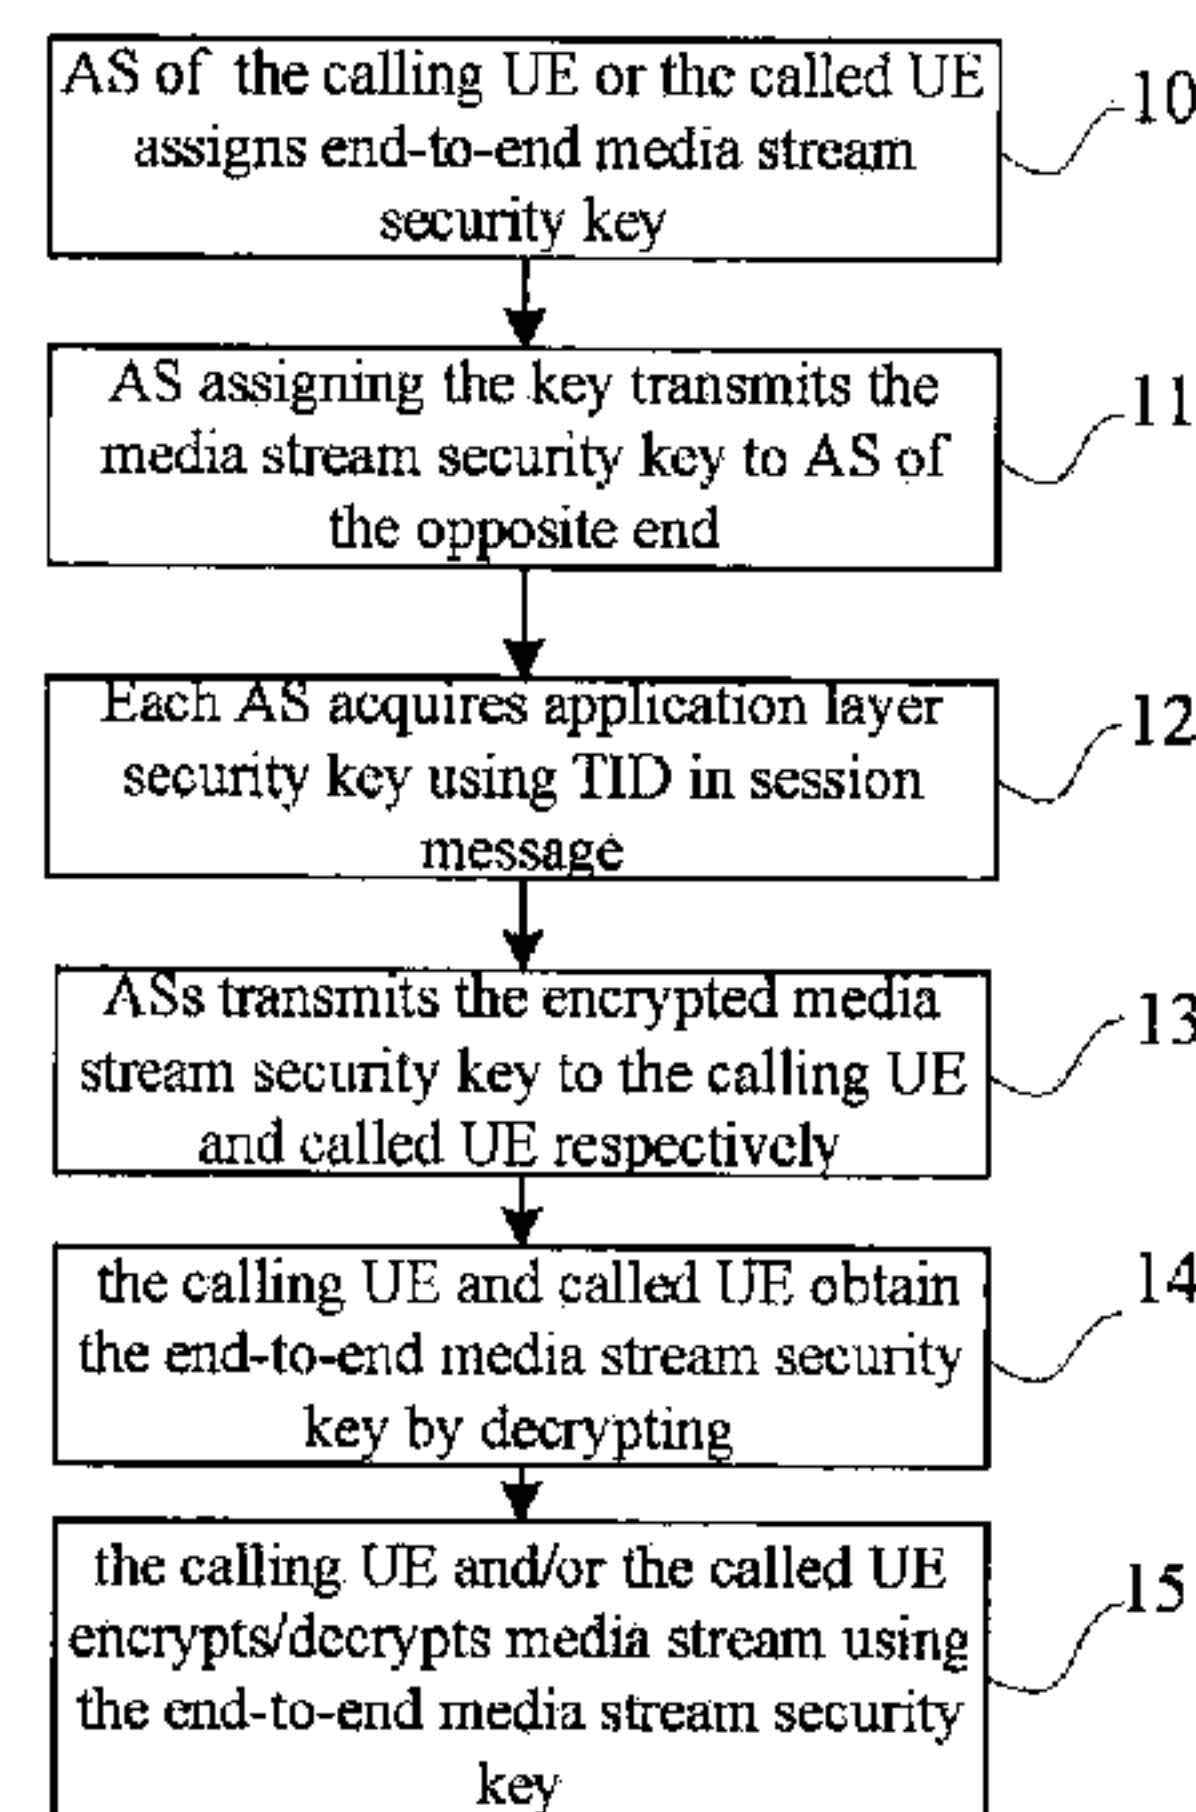 AS of the calling UE or the called UE
assigns end-to-end media stream
security key
10
AS assigning the key transmits the
media stream security key to AS of
the opposite end
11
Each AS acquires application layer
security key using TID in session
message
12
ASs transmits the encrypted media
stream security key to the calling UE
and called UE respectively
13
the calling UE and called UE obtain
the end-to-end media stream security
key by decrypting
14
the calling UE and/or the called UE
encrypts/decrypts media stream using
the end-to-end media stream security
key
15